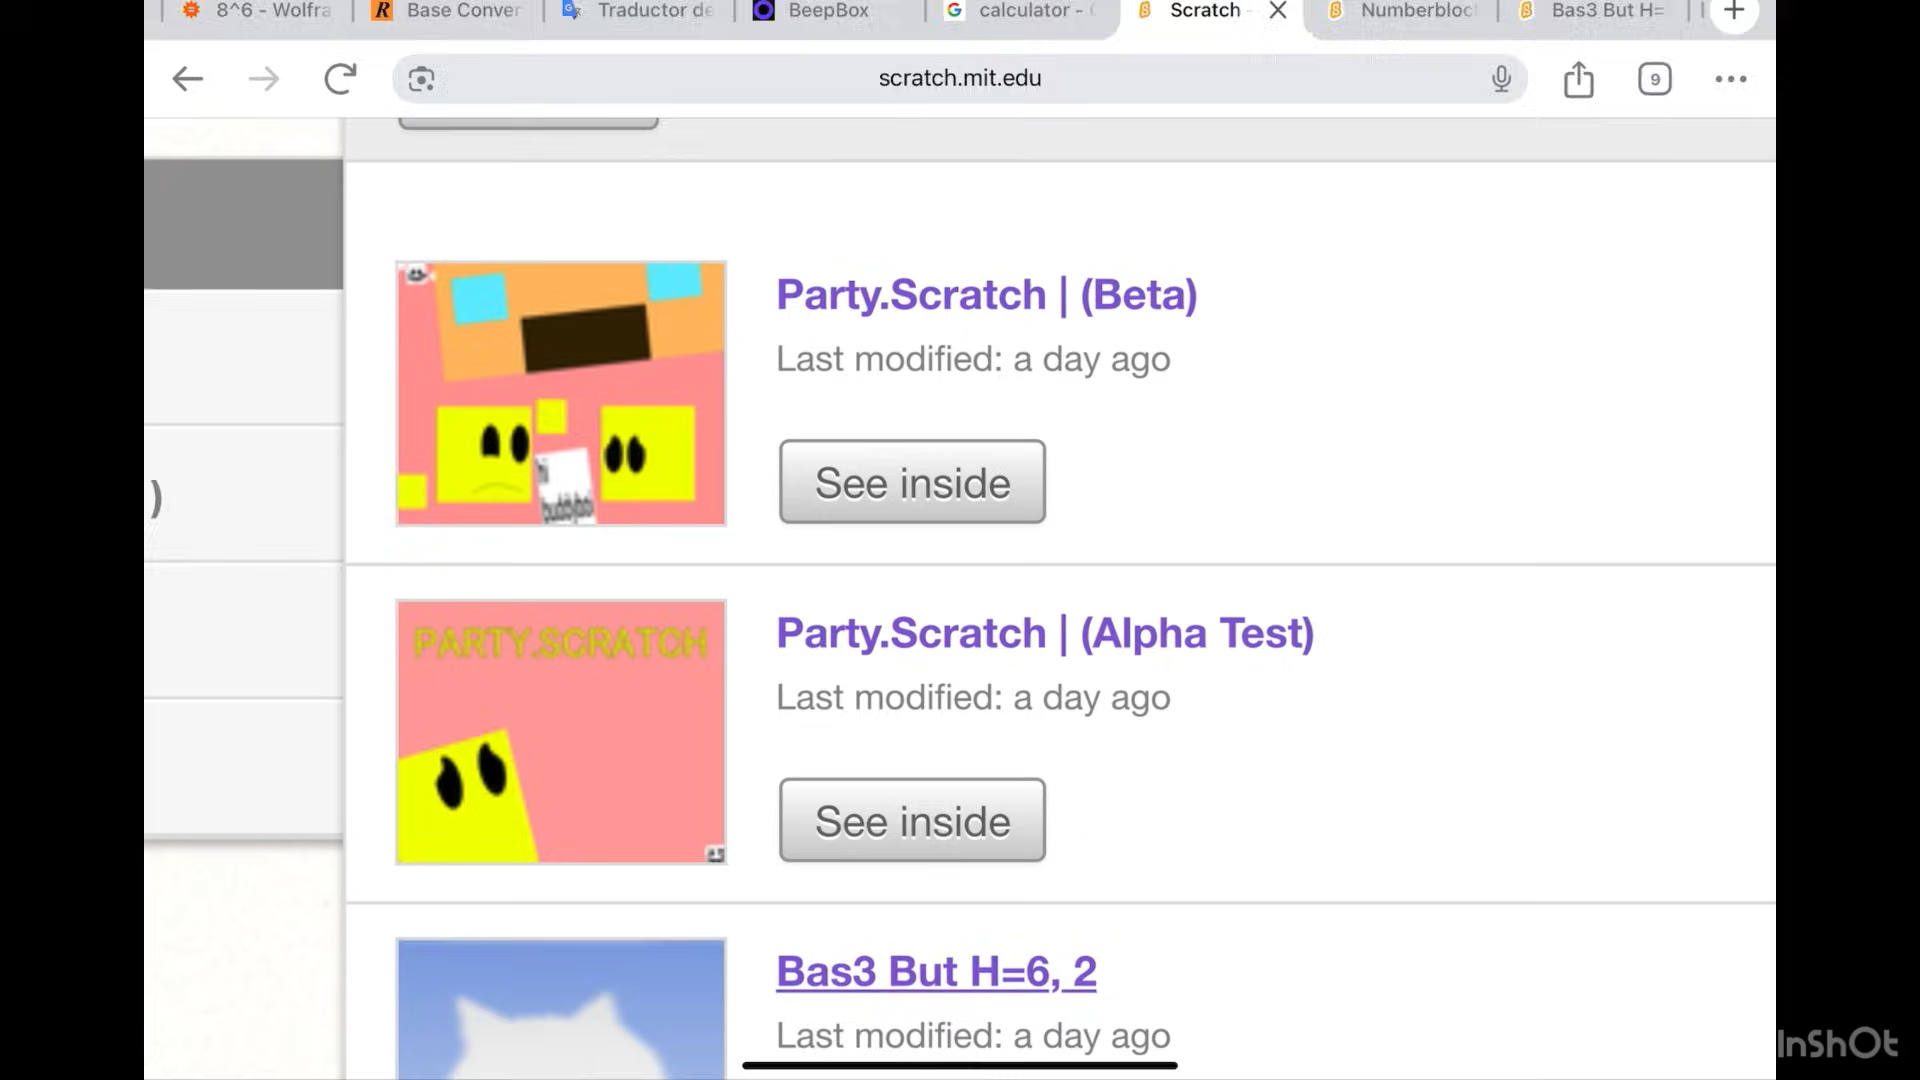 8^6 - Wolfra
Base Conver
Traductor de
BeepBox
calculator - 
Scratch -
Numberbloc
Bas3 But H=
scratch.mit.edu
9
Party.Scratch | (Beta)
Last modified: a day ago
hi
See inside
)
PARTY.SCRATCH
Party.Scratch | (Alpha Test)
Last modified: a day ago
See inside
Bas3 But H=6, 2
Last modified: a day ago
InShOt